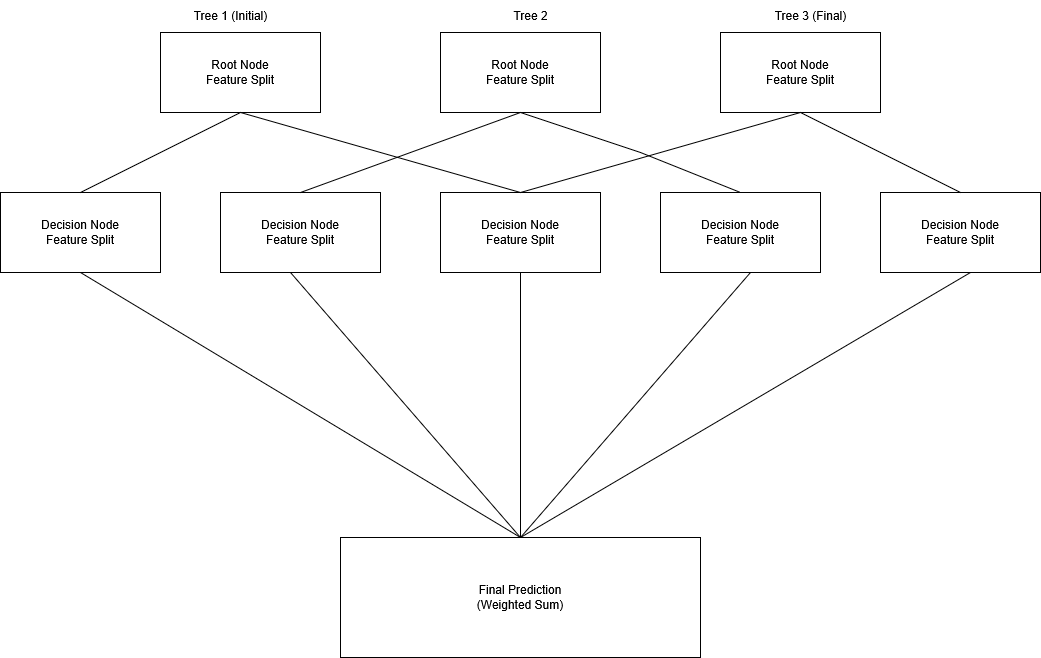 Tree 1 (Initial)
Tree 2
Tree 3 (Final)
Root Node
Feature Split
Root Node
Feature Split
Root Node
Feature Split
Decision Node
Feature Split
Decision Node
Feature Split
Decision Node
Feature Split
Decision Node
Feature Split
Decision Node
Feature Split
Final Prediction
(Weighted Sum)